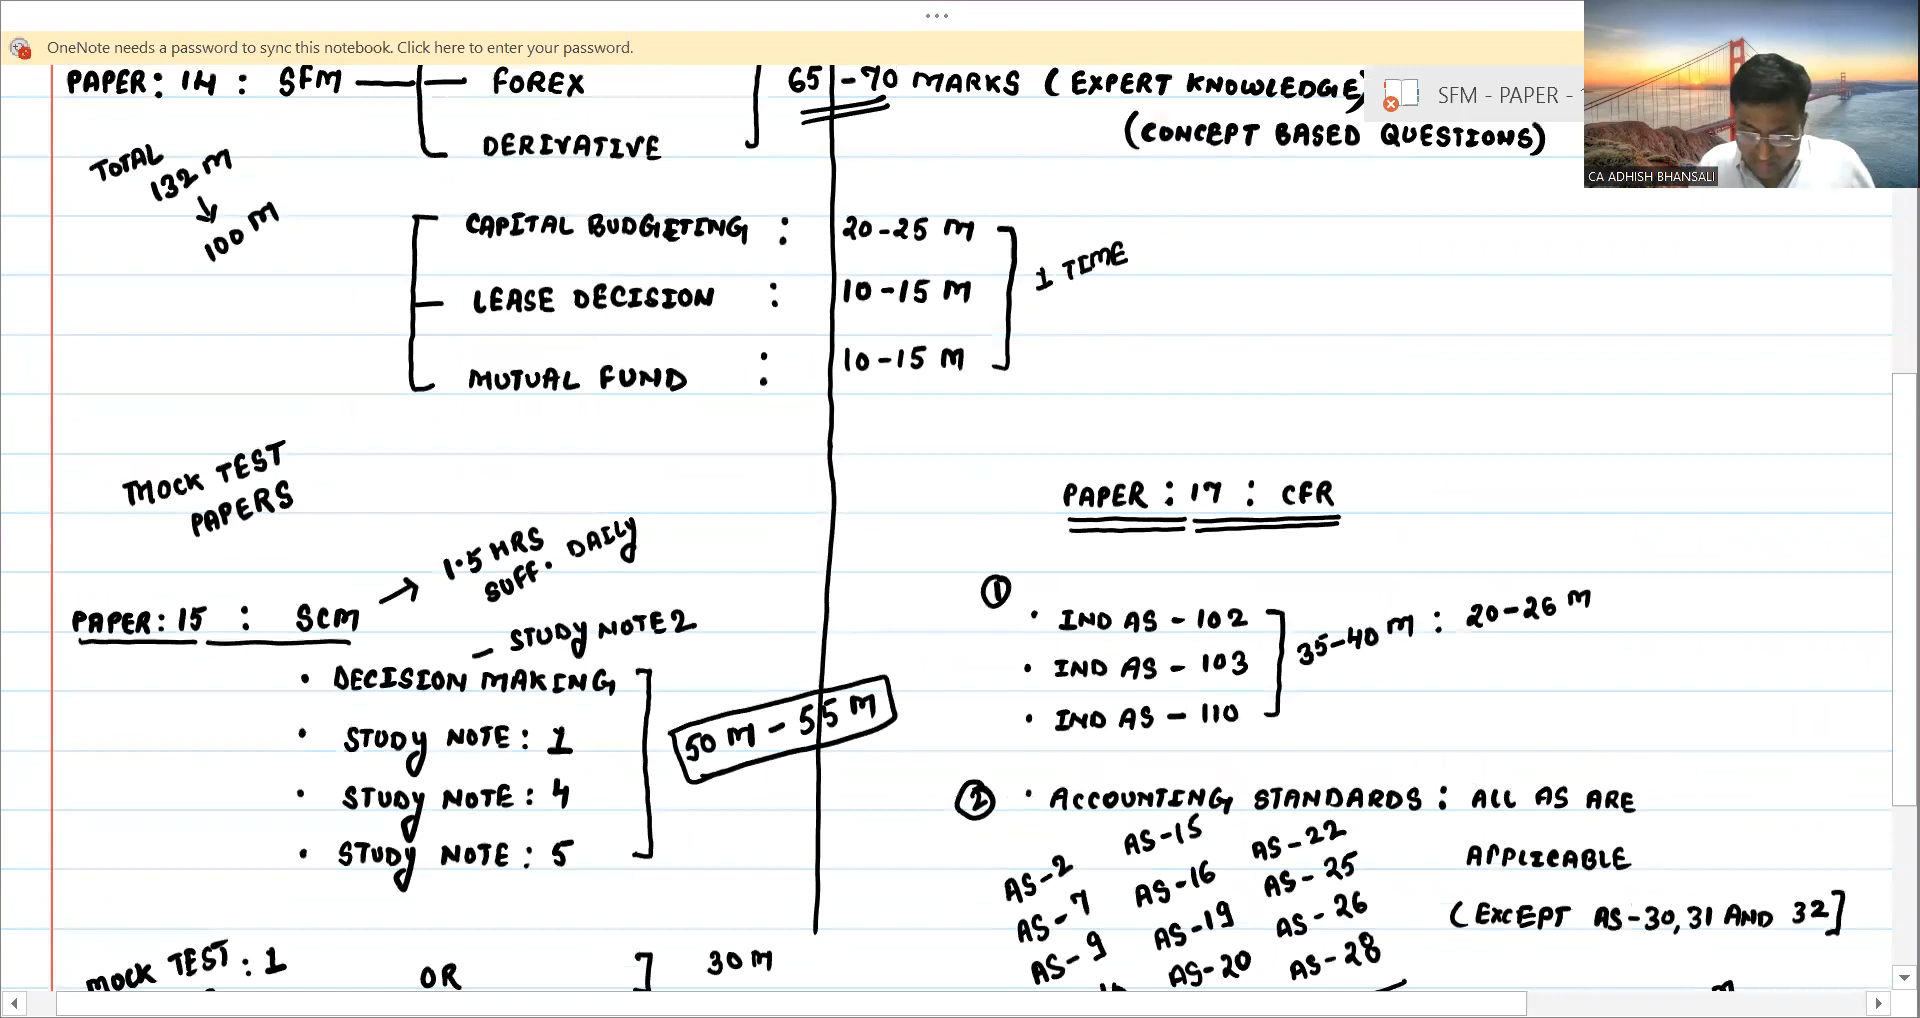 OneNote needs a password to sync this notebook. Click here to enter your password.
PAPER: 14 : SFM
FOREX
DERIVATIVE
65-70 MARKS (EXPERT KNOWLEDGE)
(CONCEPT BASED QUESTIONS)
SFM - PAPER -
CA ADHISH BHANSALI
TOTAL
132 M
↓
100 M
CAPITAL BUDGETING : 20-25 M
LEASE DECISION : 10-15 M
MUTUAL FUND : 10-15 M
1 TIME
MOCK TEST
PAPERS
PAPER: 15 : SCM → 1.5 HRS DAILY
SUFF.
- STUDY NOTE 2
• DECISION MAKING
• STUDY NOTE: 1
• STUDY NOTE: 4
• STUDY NOTE: 5
50 M - 55 M
MOCK TEST: 1
OR
30 M
PAPER : 17 : CFR
① • IND AS - 102
• IND AS - 103
• IND AS - 110
35-40 M : 20-26 M
② • ACCOUNTING STANDARDS : ALL AS ARE
APPLICABLE
(EXCEPT AS-30, 31 AND 32]
AS-2 AS-15 AS-22
AS-7 AS-16 AS-25
AS-9 AS-19 AS-26
AS-20 AS-28